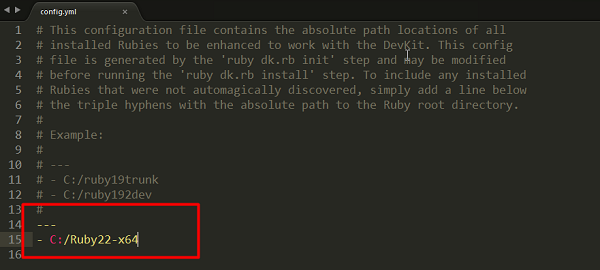 config.yml
1 # This configuration file contains the absolute path locations of all
2 # installed Rubies to be enhanced to work with the DevKit. This config
3 # file is generated by the 'ruby dk.rb init' step and may be modified
4 # before running the 'ruby dk.rb install' step. To include any installed
5 # Rubies that were not automagically discovered, simply add a line below
6 # the triple hyphens with the absolute path to the Ruby root directory.
7 #
8 # Example:
9 #
10 # ---
11 # - C:/ruby19trunk
12 # - C:/ruby192dev
13 #
14 ---
15 - C:/Ruby22-x64
16